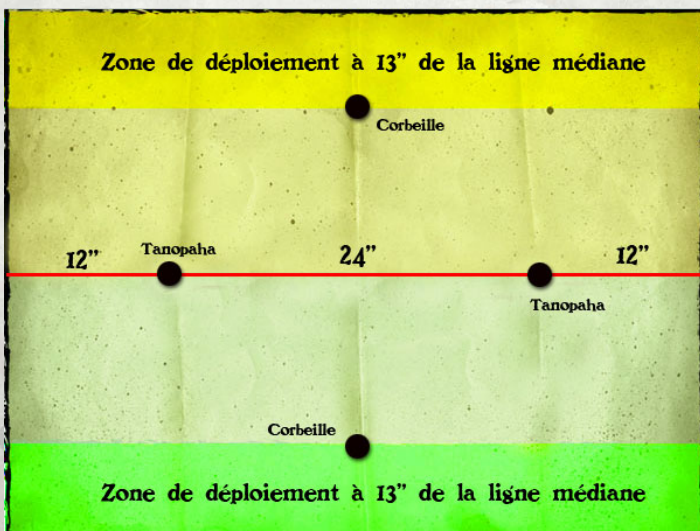 Zone de déploiement à 13” de la ligne médiane
Corbeille
12”
Tanopaha
24”
12”
Tanopaha
Corbeille
Zone de déploiement à 13” de la ligne médiane